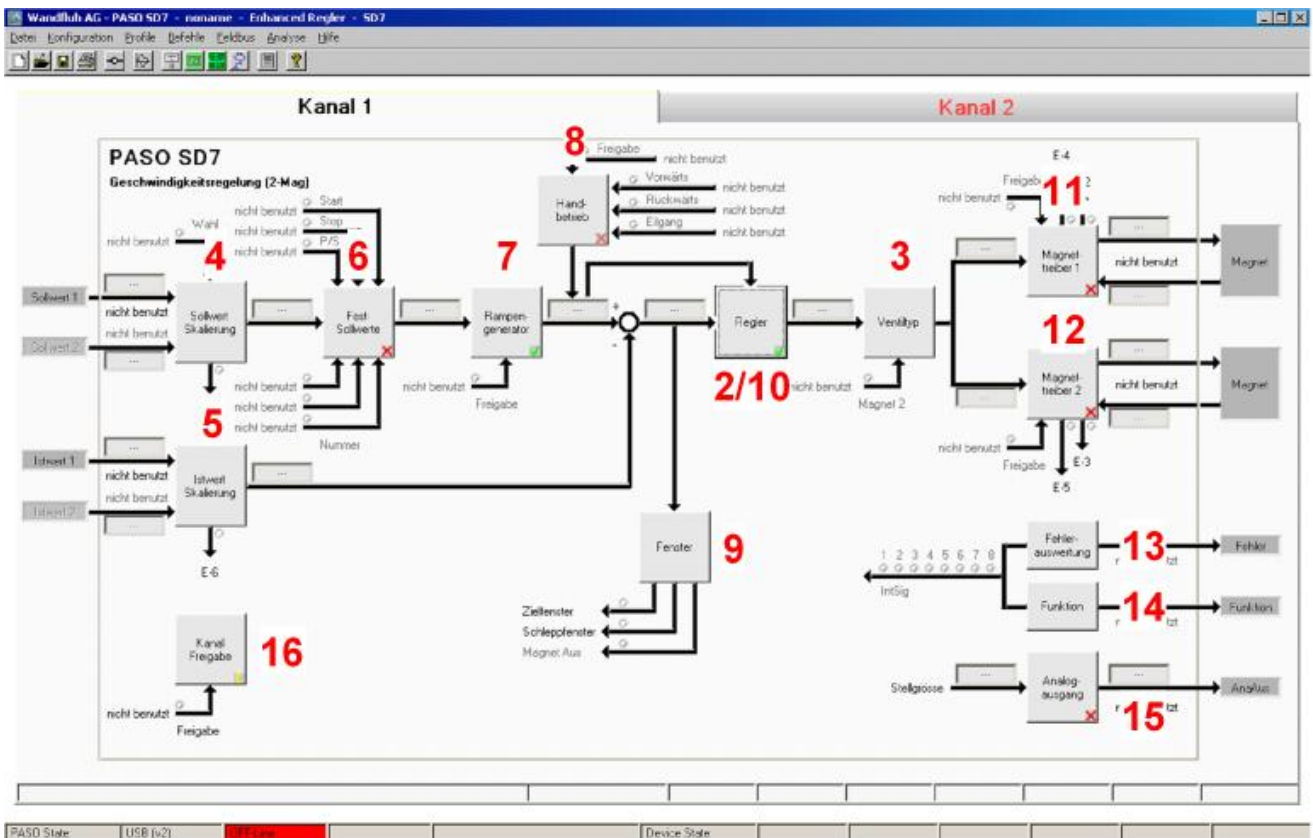 Wandfluh AG - PASO SD7 - noname - Enhanced Regler - SD7
Datei Konfiguration Profile Befehle Feldbus Analyse Hilfe
Kanal 1
Kanal 2
PASO SD7
Geschwindigkeitsregelung (2-Mag)
Wahl
nicht benutzt
4
Start
nicht benutzt
Stop
nicht benutzt
P/S
nicht benutzt
6
7
8
Freigabe
nicht benutzt
Hand-
betrieb
Vorwärts
nicht benutzt
Rückwärts
nicht benutzt
Eilgang
nicht benutzt
3
E-4
2
nicht benutzt
11
Sollwert 1
...
nicht benutzt
nicht benutzt
Sollwert 2
...
Sollwert
Skalierung
...
Fest
Sollwerte
...
Rampen-
generator
...
+
-
...
Regler
...
Ventiltyp
...
Magnet-
treiber 1
...
nicht benutzt
...
Magnet
12
nicht benutzt
nicht benutzt
nicht benutzt
Nummer
nicht benutzt
Freigabe
2/10
nicht benutzt
Magnet 2
...
Magnet-
treiber 2
...
nicht benutzt
...
Magnet
nicht benutzt
Freigabe
E-3
E-5
5
Istwert 1
...
nicht benutzt
nicht benutzt
Istwert 2
...
Istwert
Skalierung
...
E-6
Fenster
9
Zielfenster
Schleppfenster
Magnet Aus
1 2 3 4 5 6 7 8
IntSig
Fehler-
auswertung
13
Fehler
Funktion
14
Funktion
Kanal
Freigabe
16
nicht benutzt
Freigabe
Stellgrösse
...
Analog-
ausgang
...
15
AnaAus
PASO State
USB (v2)
OFF-Line
Device State